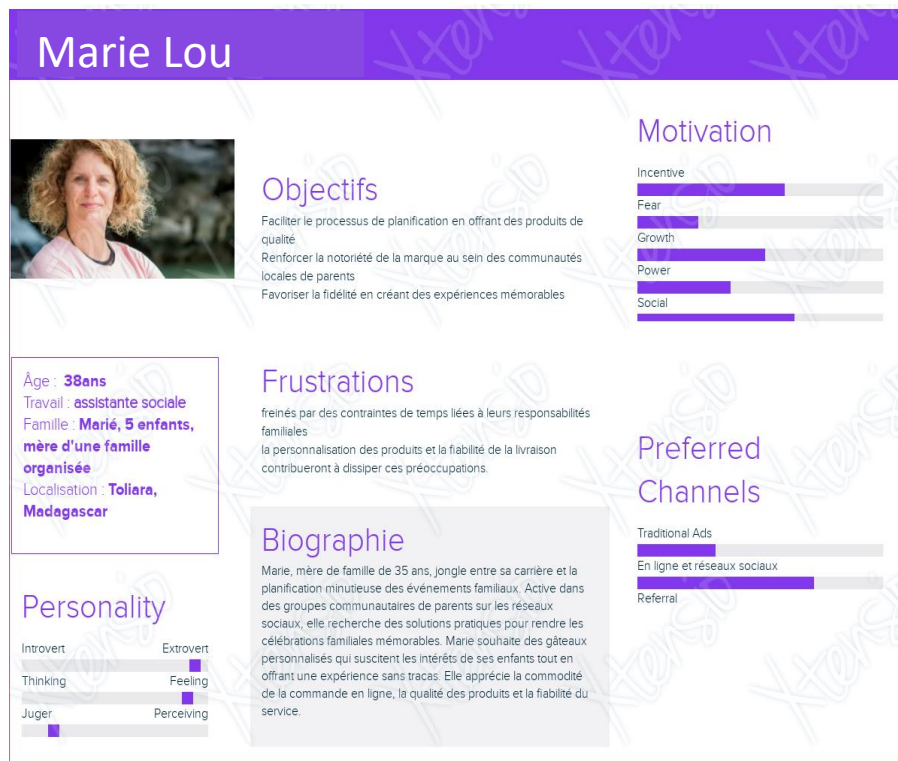 Marie Lou
Objectifs
Faciliter le processus de planification en offrant des produits de
qualité
Renforcer la notoriété de la marque au sein des communautés
locales de parents
Favoriser la fidélité en créant des expériences mémorables
Motivation
Incentive
Fear
Growth
Power
Social
Âge : 38ans
Travail : assistante sociale
Famille : Marié, 5 enfants,
mère d'une famille
organisée
Localisation : Toliara,
Madagascar
Frustrations
freinés par des contraintes de temps liées à leurs responsabilités
familiales
la personnalisation des produits et la fiabilité de la livraison
contribueront à dissiper ces préoccupations.
Preferred
Channels
Traditional Ads
En ligne et réseaux sociaux
Referral
Biographie
Marie, mère de famille de 35 ans, jongle entre sa carrière et la
planification minutieuse des événements familiaux. Active dans
des groupes communautaires de parents sur les réseaux
sociaux, elle recherche des solutions pratiques pour rendre les
célébrations familiales mémorables. Marie souhaite des gâteaux
personnalisés qui suscitent les intérêts de ses enfants tout en
offrant une expérience sans tracas. Elle apprécie la commodité
de la commande en ligne, la qualité des produits et la fiabilité du
service.
Personality
Introvert Extrovert
Thinking Feeling
Juger Perceiving